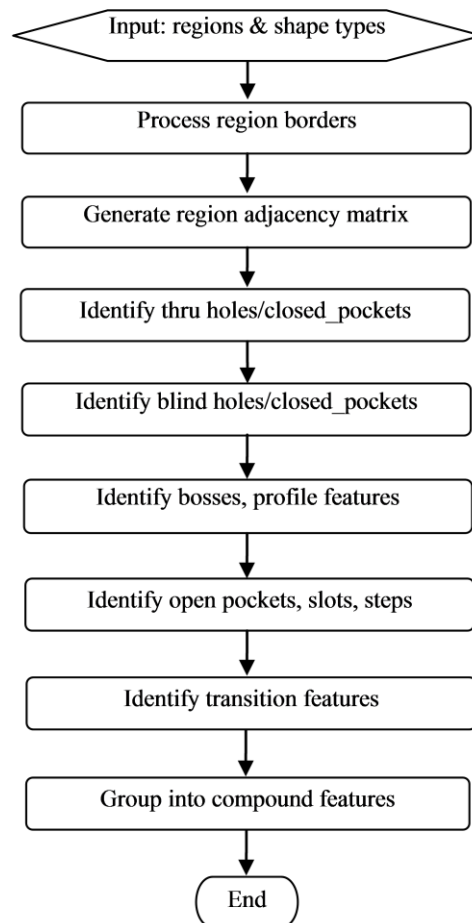 Input: regions & shape types
Process region borders
Generate region adjacency matrix
Identify thru holes/closed_pockets
Identify blind holes/closed_pockets
Identify bosses, profile features
Identify open pockets, slots, steps
Identify transition features
Group into compound features
End